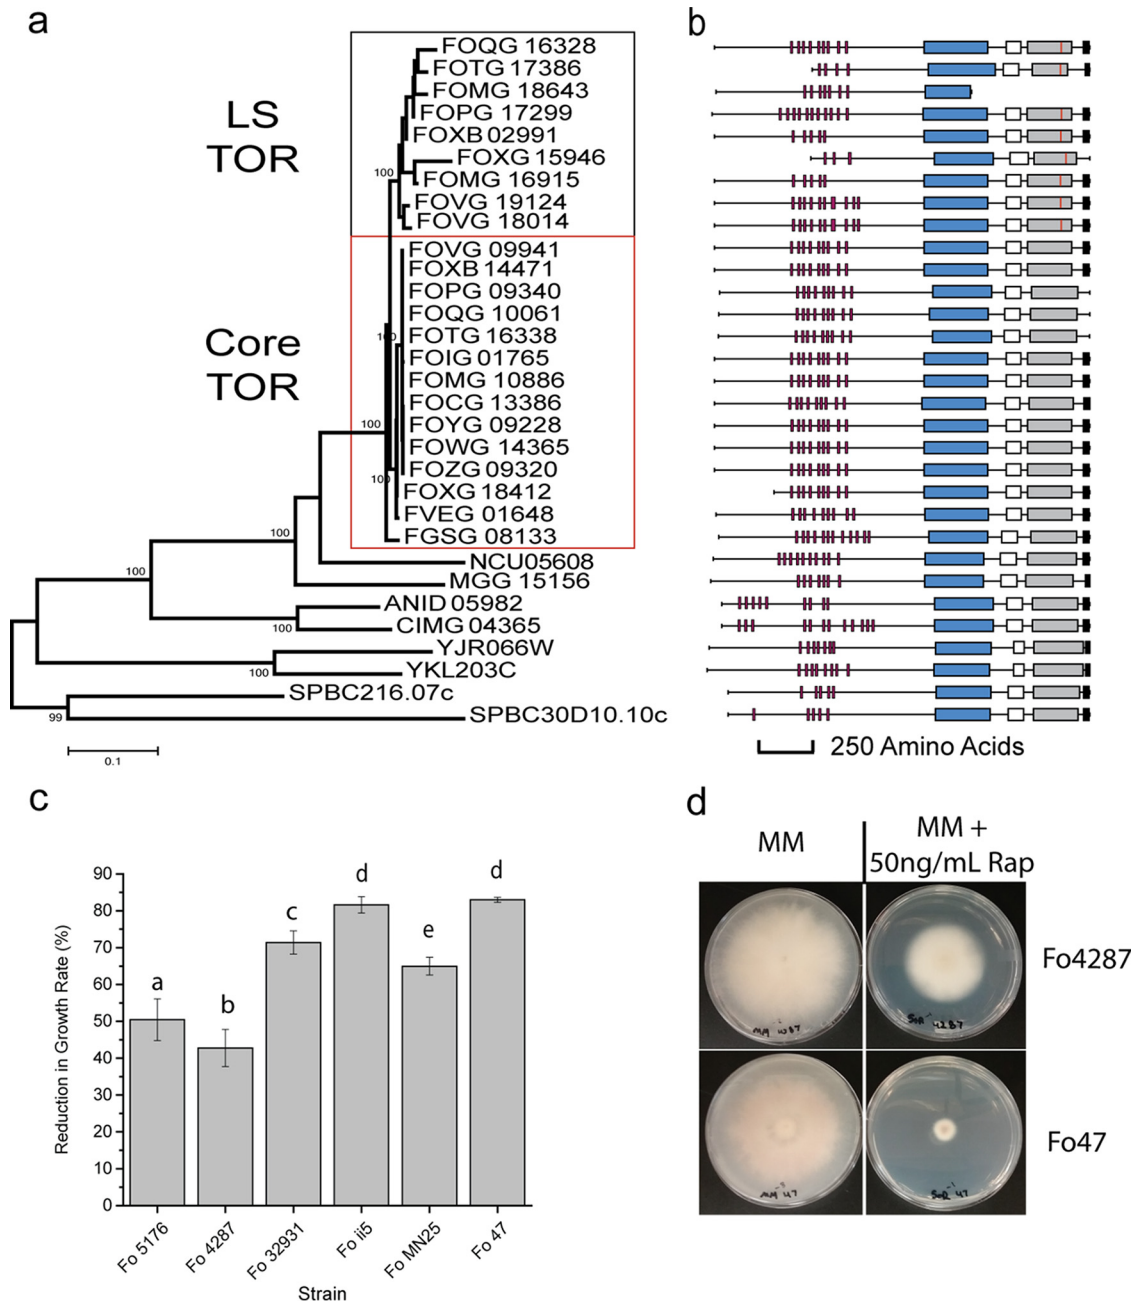 a
LS
TOR
Core
TOR
FOQG 16328
FOTG 17386
FOMG 18643
FOPG 17299
FOXB 02991
FOXG 15946
FOMG 16915
FOVG 19124
FOVG 18014
FOVG 09941
FOXB 14471
FOPG 09340
FOQG 10061
FOTG 16338
FOIG 01765
FOMG 10886
FOCG 13386
FOYG 09228
FOWG 14365
FOZG 09320
FOXG 18412
FVEG 01648
FGSG 08133
NCU05608
MGG 15156
ANID 05982
CIMG 04365
YJR066W
YKL203C
SPBC216.07c
SPBC30D10.10c
100
100
100
100
100
100
100
100
99
0.1
b
250 Amino Acids
c
Reduction in Growth Rate (%)
90
80
70
60
50
40
30
20
10
0
a
b
c
d
e
d
Fo 5176
Fo 4287
Fo 32931
Fo ii5
Fo MN25
Fo 47
Strain
d
MM
MM +
50ng/mL Rap
Fo4287
Fo47